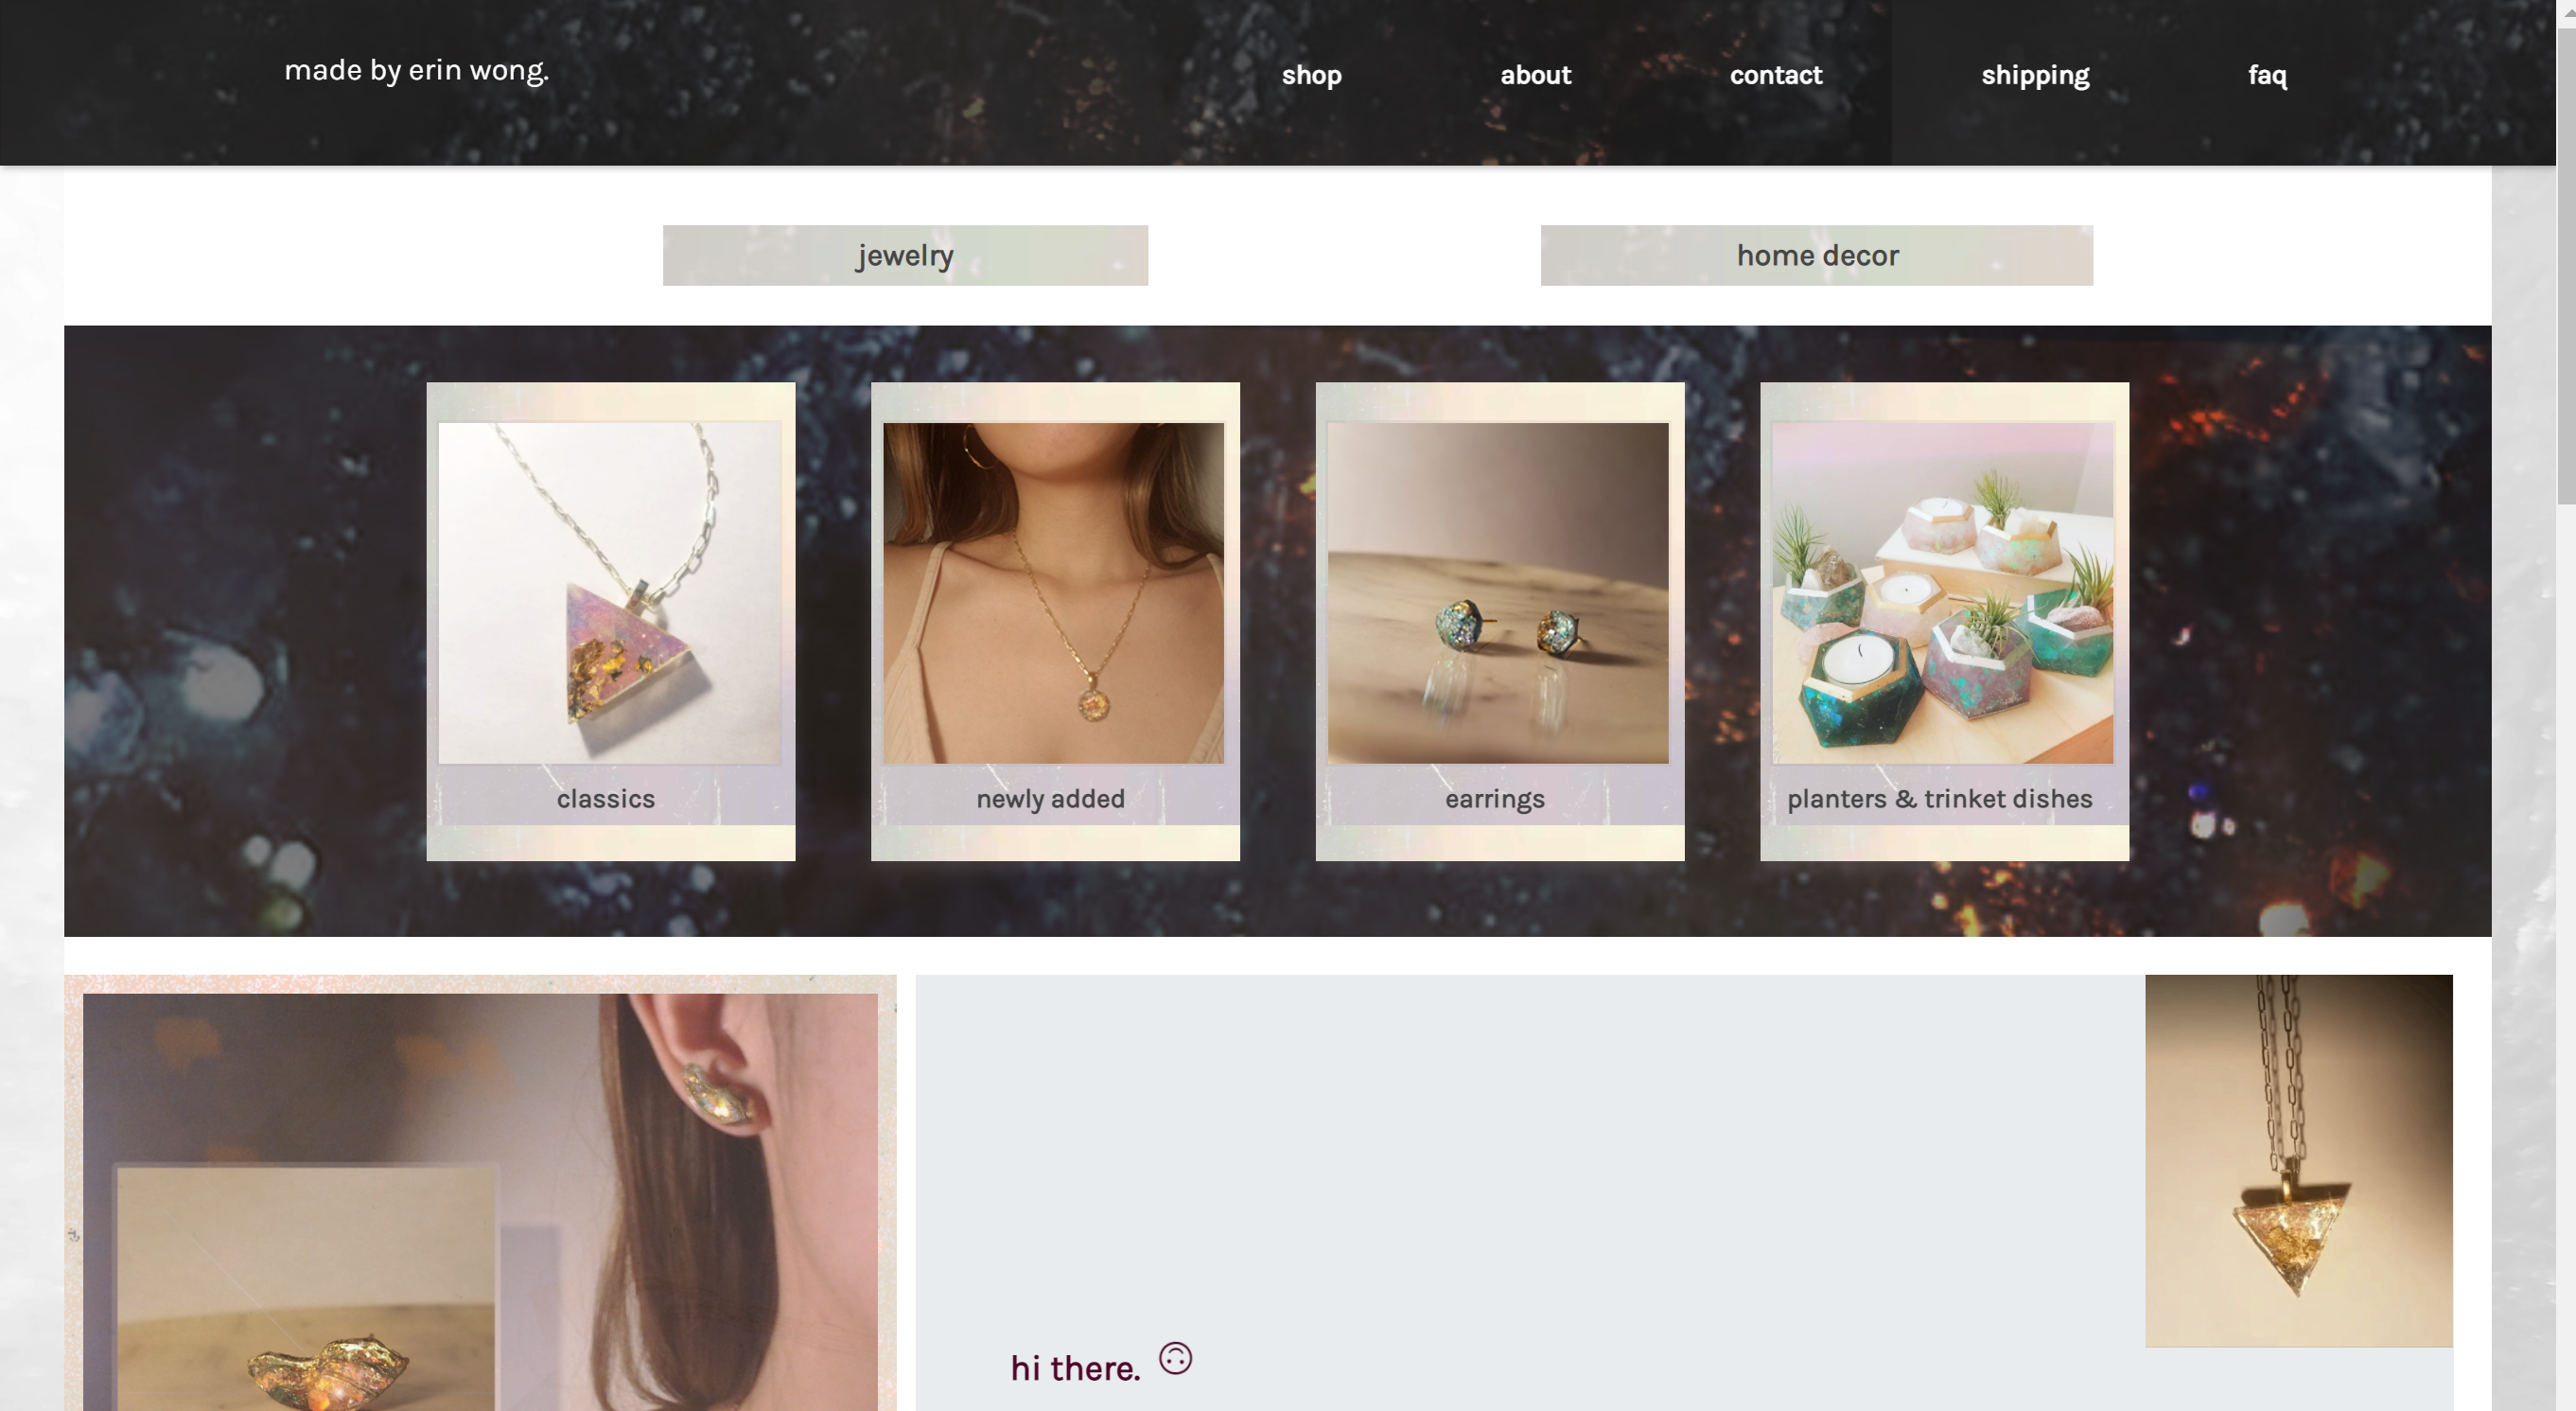 made by erin wong.
shop about contact shipping faq
jewelry
home decor
classics
newly added
earrings
planters & trinket dishes
hi there.